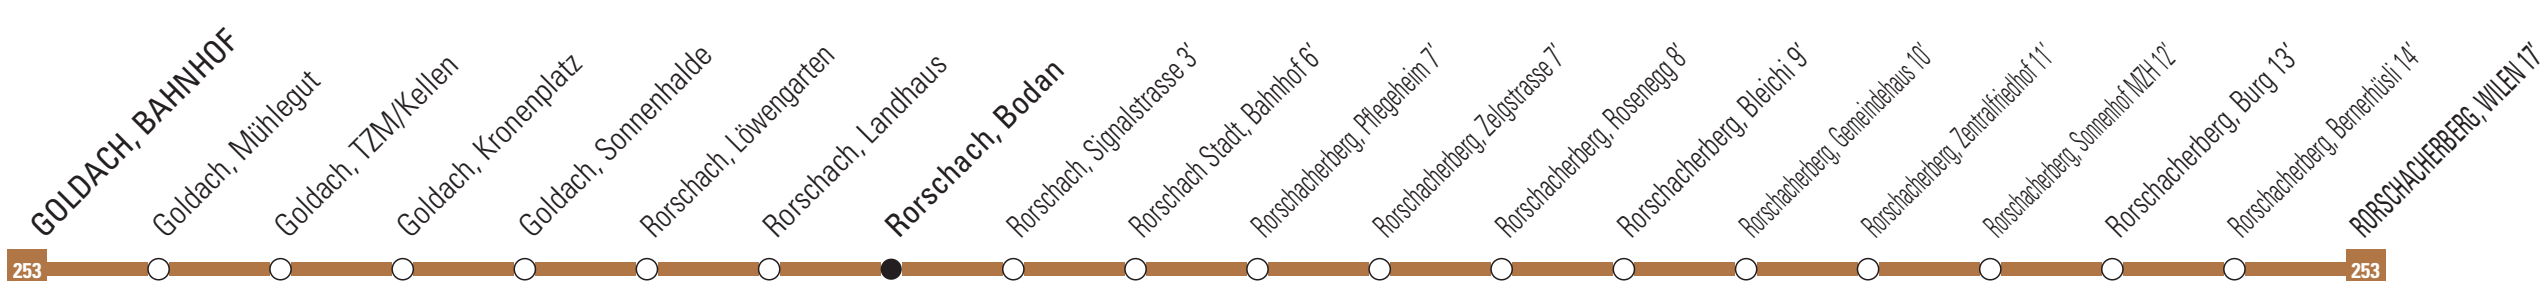 GOLDACH, BAHNHOF
Goldach, Mühlegut
Goldach, TZM/Kellen
Goldach, Kronenplatz
Goldach, Sonnenhalde
Rorschach, Löwengarten
Rorschach, Landhaus
Rorschach, Bodan
Rorschach, Signalstrasse 3'
Rorschach Stadt, Bahnhof 6'
Rorschacherberg, Pflegeheim 7'
Rorschacherberg, Zelgstrasse 7'
Rorschacherberg, Rosenegg 8'
Rorschacherberg, Bleichi 9'
Rorschacherberg, Gemeindehaus 10'
Rorschacherberg, Zentralfriedhof 11'
Rorschacherberg, Sonnenhof MZH 12'
Rorschacherberg, Burg 13'
Rorschacherberg, Bernerhüsli 14'
RORSCHACHERBERG, WILEN 17'
253
253